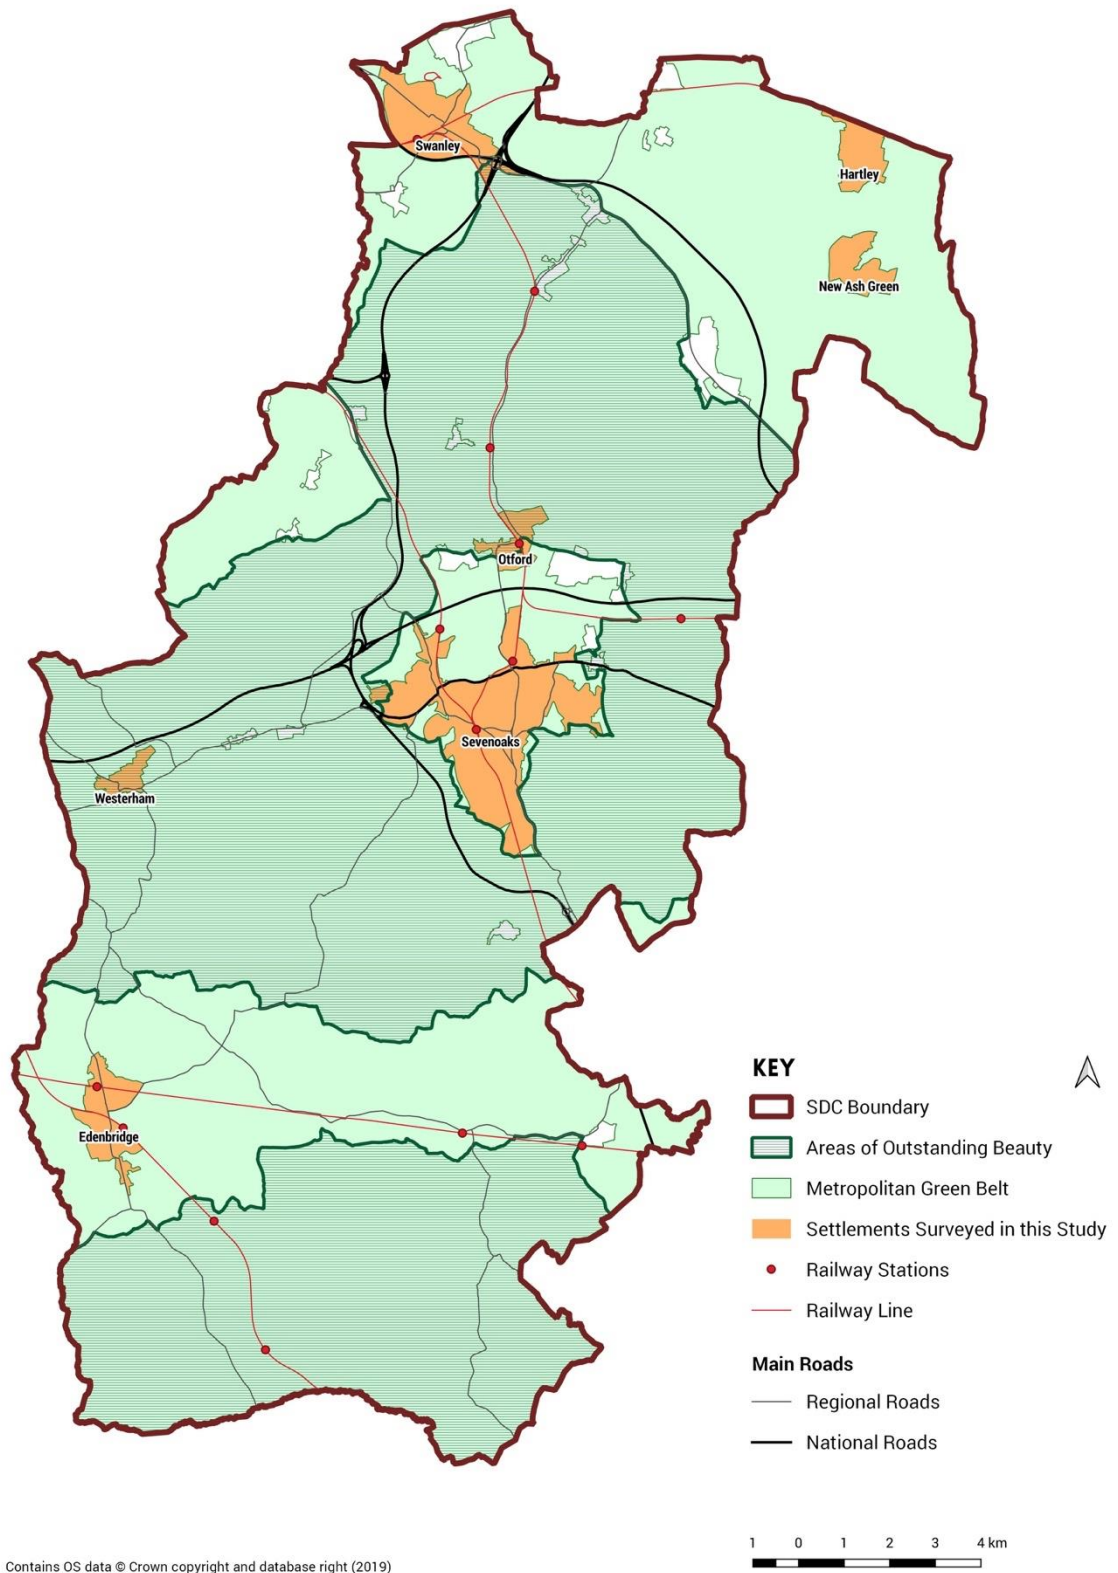 Swanley
Hartley
New Ash Green
Otford
Sevenoaks
Westerham
Edenbridge
KEY
SDC Boundary
Areas of Outstanding Beauty
Metropolitan Green Belt
Settlements Surveyed in this Study
Railway Stations
Railway Line
Main Roads
Regional Roads
National Roads
1 0 1 2 3 4 km
Contains OS data © Crown copyright and database right (2019)